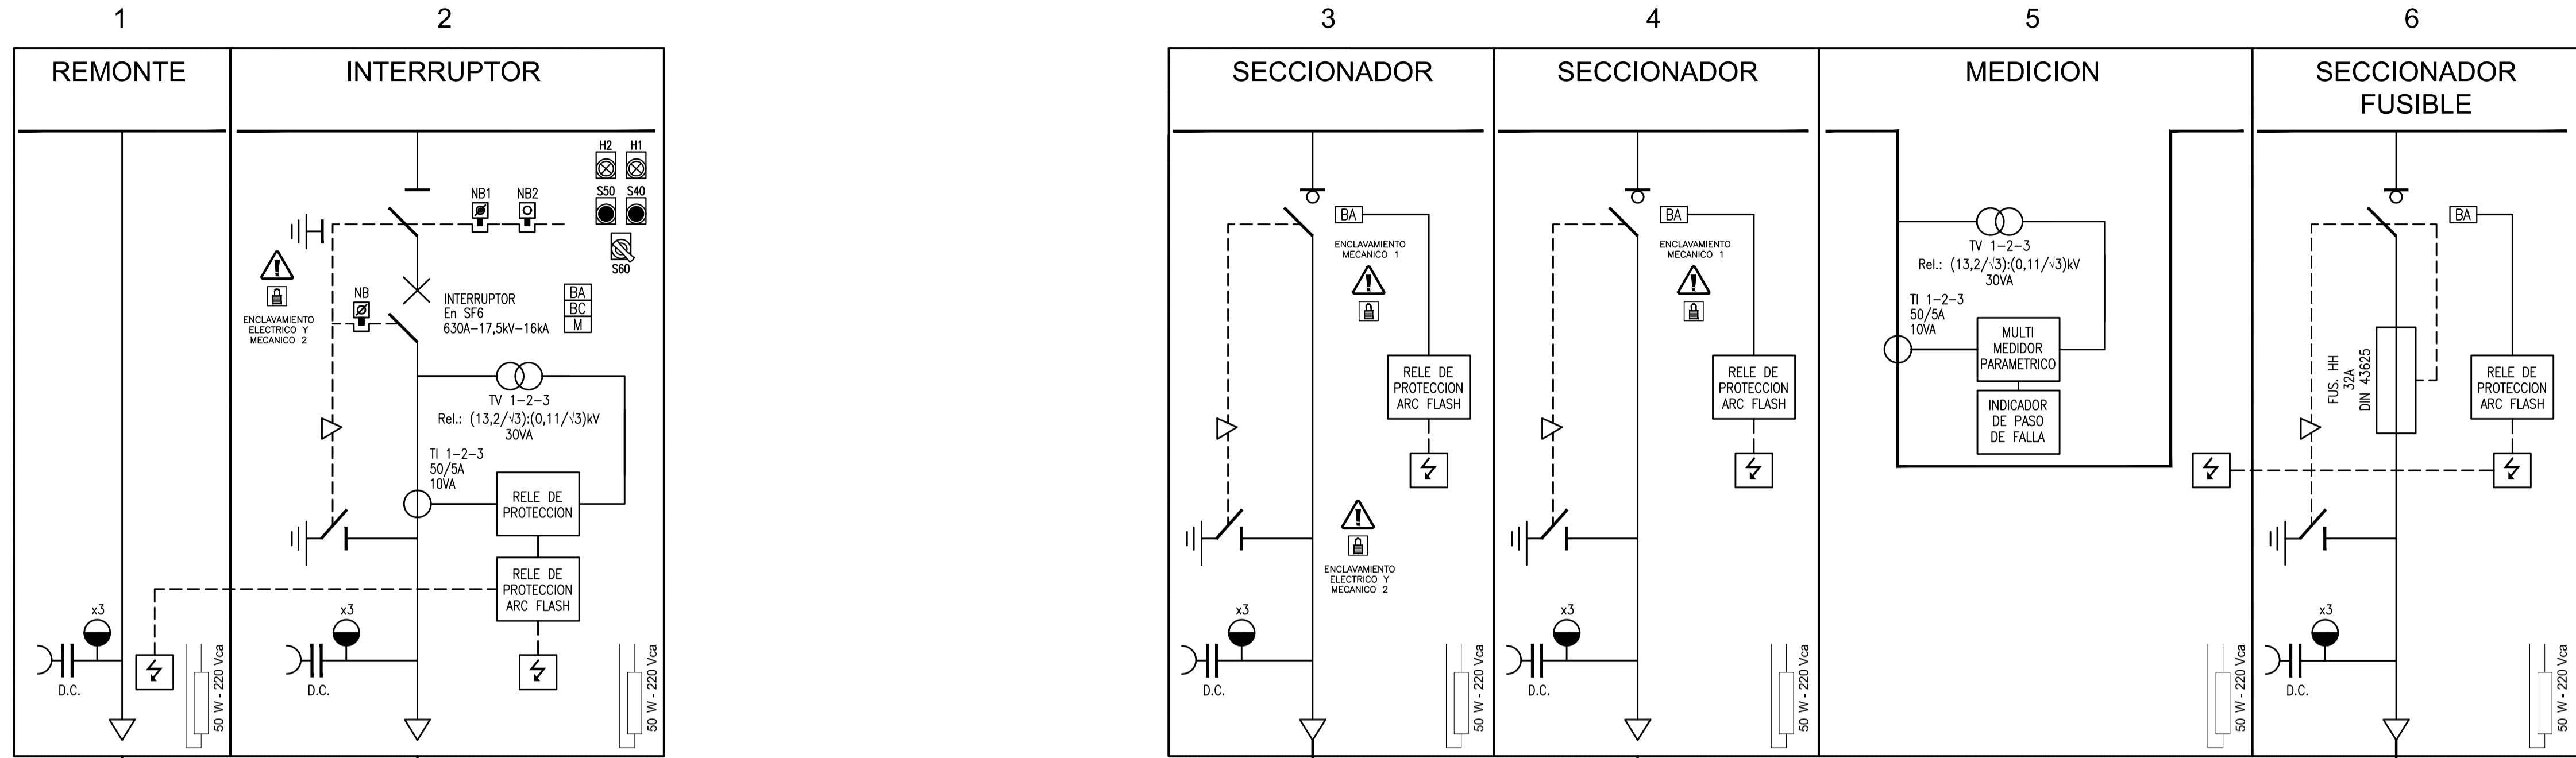 1
2
3
4
5
6
REMONTE
INTERRUPTOR
SECCIONADOR
SECCIONADOR
MEDICION
SECCIONADOR
FUSIBLE
x3
D.C.
50 W - 220 Vca
H2 H1
S50 S40
S60
NB1 NB2
NB
ENCLAVAMIENTO
ELECTRICO Y
MECANICO 2
INTERRUPTOR
En SF6
630A-17,5kV-16kA
BA
BC
M
TV 1-2-3
Rel.: (13,2/√3):(0,11/√3)kV
30VA
TI 1-2-3
50/5A
10VA
RELE DE
PROTECCION
RELE DE
PROTECCION
ARC FLASH
x3
D.C.
50 W - 220 Vca
BA
ENCLAVAMIENTO
MECANICO 1
RELE DE
PROTECCION
ARC FLASH
ENCLAVAMIENTO
ELECTRICO Y
MECANICO 2
x3
D.C.
50 W - 220 Vca
BA
ENCLAVAMIENTO
MECANICO 1
RELE DE
PROTECCION
ARC FLASH
x3
D.C.
50 W - 220 Vca
TV 1-2-3
Rel.: (13,2/√3):(0,11/√3)kV
30VA
TI 1-2-3
50/5A
10VA
MULTI
MEDIDOR
PARAMETRICO
INDICADOR
DE PASO
DE FALLA
50 W - 220 Vca
BA
FUS. HH
32A
DIN 43625
RELE DE
PROTECCION
ARC FLASH
x3
D.C.
50 W - 220 Vca